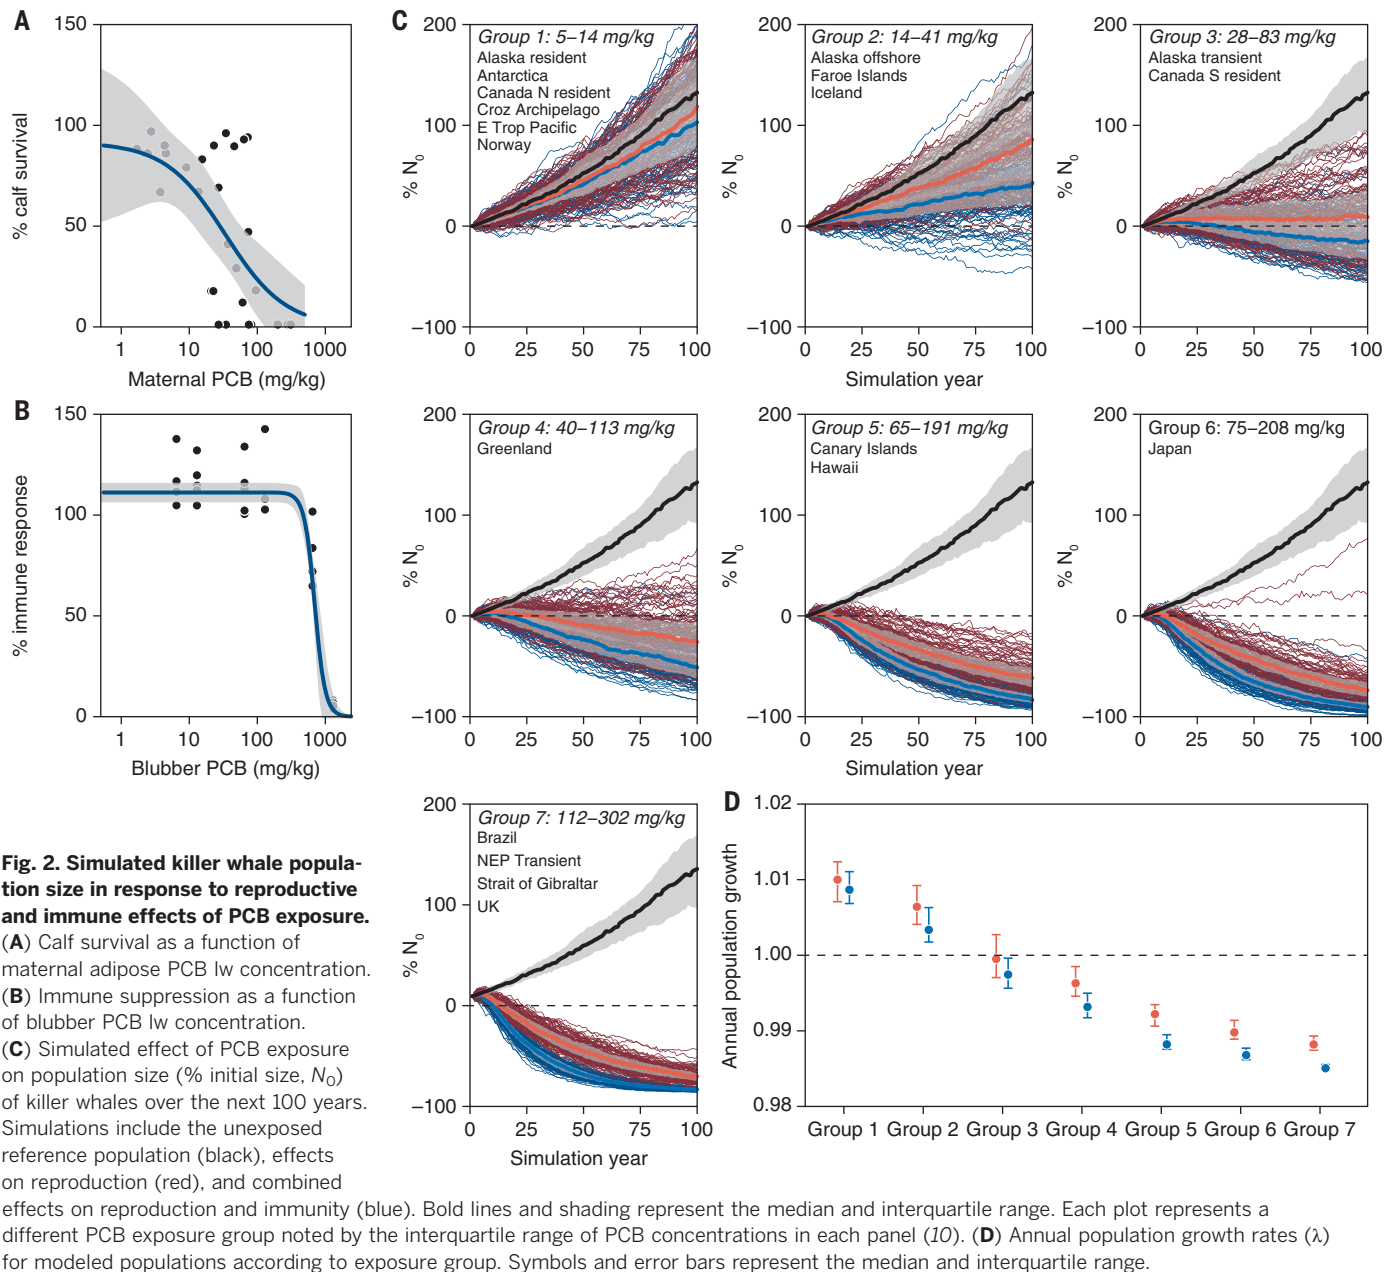 A
150
100
50
0
% calf survival
1
10
100
1000
Maternal PCB (mg/kg)
B
150
100
50
0
% immune response
1
10
100
1000
Blubber PCB (mg/kg)
C
200
100
0
−100
% N0
Group 1: 5–14 mg/kg
Alaska resident
Antarctica
Canada N resident
Croz Archipelago
E Trop Pacific
Norway
0
25
50
75
100
200
100
0
−100
% N0
Group 2: 14–41 mg/kg
Alaska offshore
Faroe Islands
Iceland
0
25
50
75
100
Simulation year
200
100
0
−100
% N0
Group 3: 28–83 mg/kg
Alaska transient
Canada S resident
0
25
50
75
100
200
100
0
−100
% N0
Group 4: 40–113 mg/kg
Greenland
0
25
50
75
100
200
100
0
−100
% N0
Group 5: 65–191 mg/kg
Canary Islands
Hawaii
0
25
50
75
100
Simulation year
200
100
0
−100
% N0
Group 6: 75–208 mg/kg
Japan
0
25
50
75
100
200
100
0
−100
% N0
Group 7: 112–302 mg/kg
Brazil
NEP Transient
Strait of Gibraltar
UK
0
25
50
75
100
Simulation year
D
1.02
1.01
1.00
0.99
0.98
Annual population growth
Group 1
Group 2
Group 3
Group 4
Group 5
Group 6
Group 7
Fig. 2. Simulated killer whale popula-
tion size in response to reproductive
and immune effects of PCB exposure.
(A) Calf survival as a function of
maternal adipose PCB lw concentration.
(B) Immune suppression as a function
of blubber PCB lw concentration.
(C) Simulated effect of PCB exposure
on population size (% initial size, N0)
of killer whales over the next 100 years.
Simulations include the unexposed
reference population (black), effects
on reproduction (red), and combined
effects on reproduction and immunity (blue). Bold lines and shading represent the median and interquartile range. Each plot represents a
different PCB exposure group noted by the interquartile range of PCB concentrations in each panel (10). (D) Annual population growth rates (λ)
for modeled populations according to exposure group. Symbols and error bars represent the median and interquartile range.